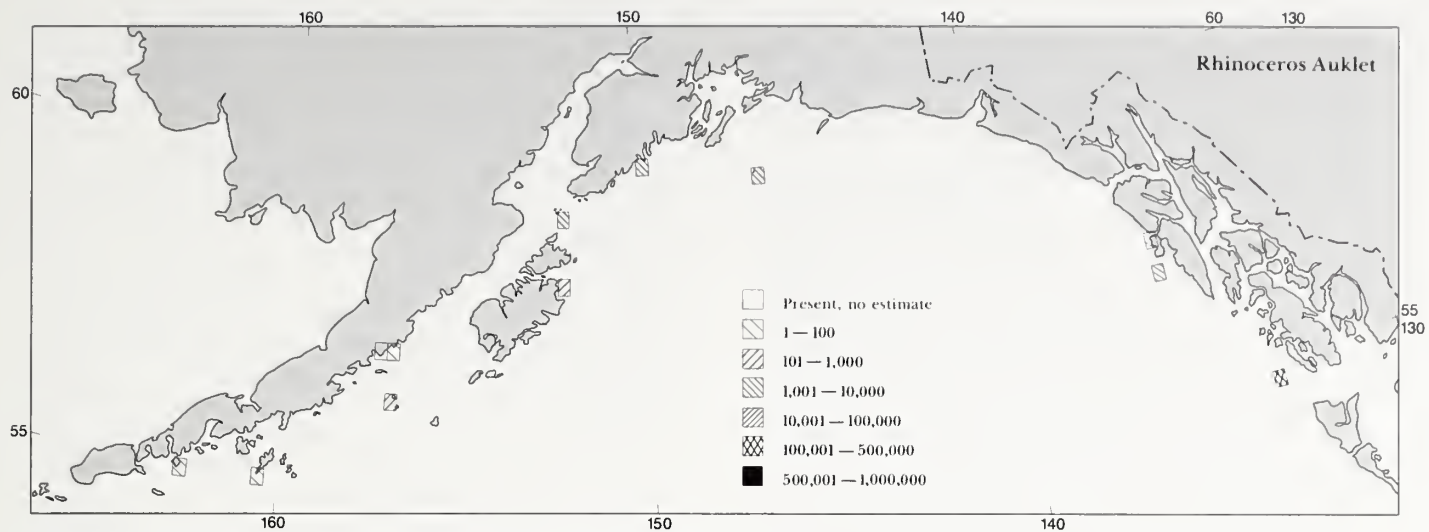 160 150 140 60 130
Rhinoceros Auklet
60
55
130
Present, no estimate
1 — 100
101 — 1,000
1,001 — 10,000
10,001 — 100,000
100,001 — 500,000
500,001 — 1,000,000
55
160 150 140